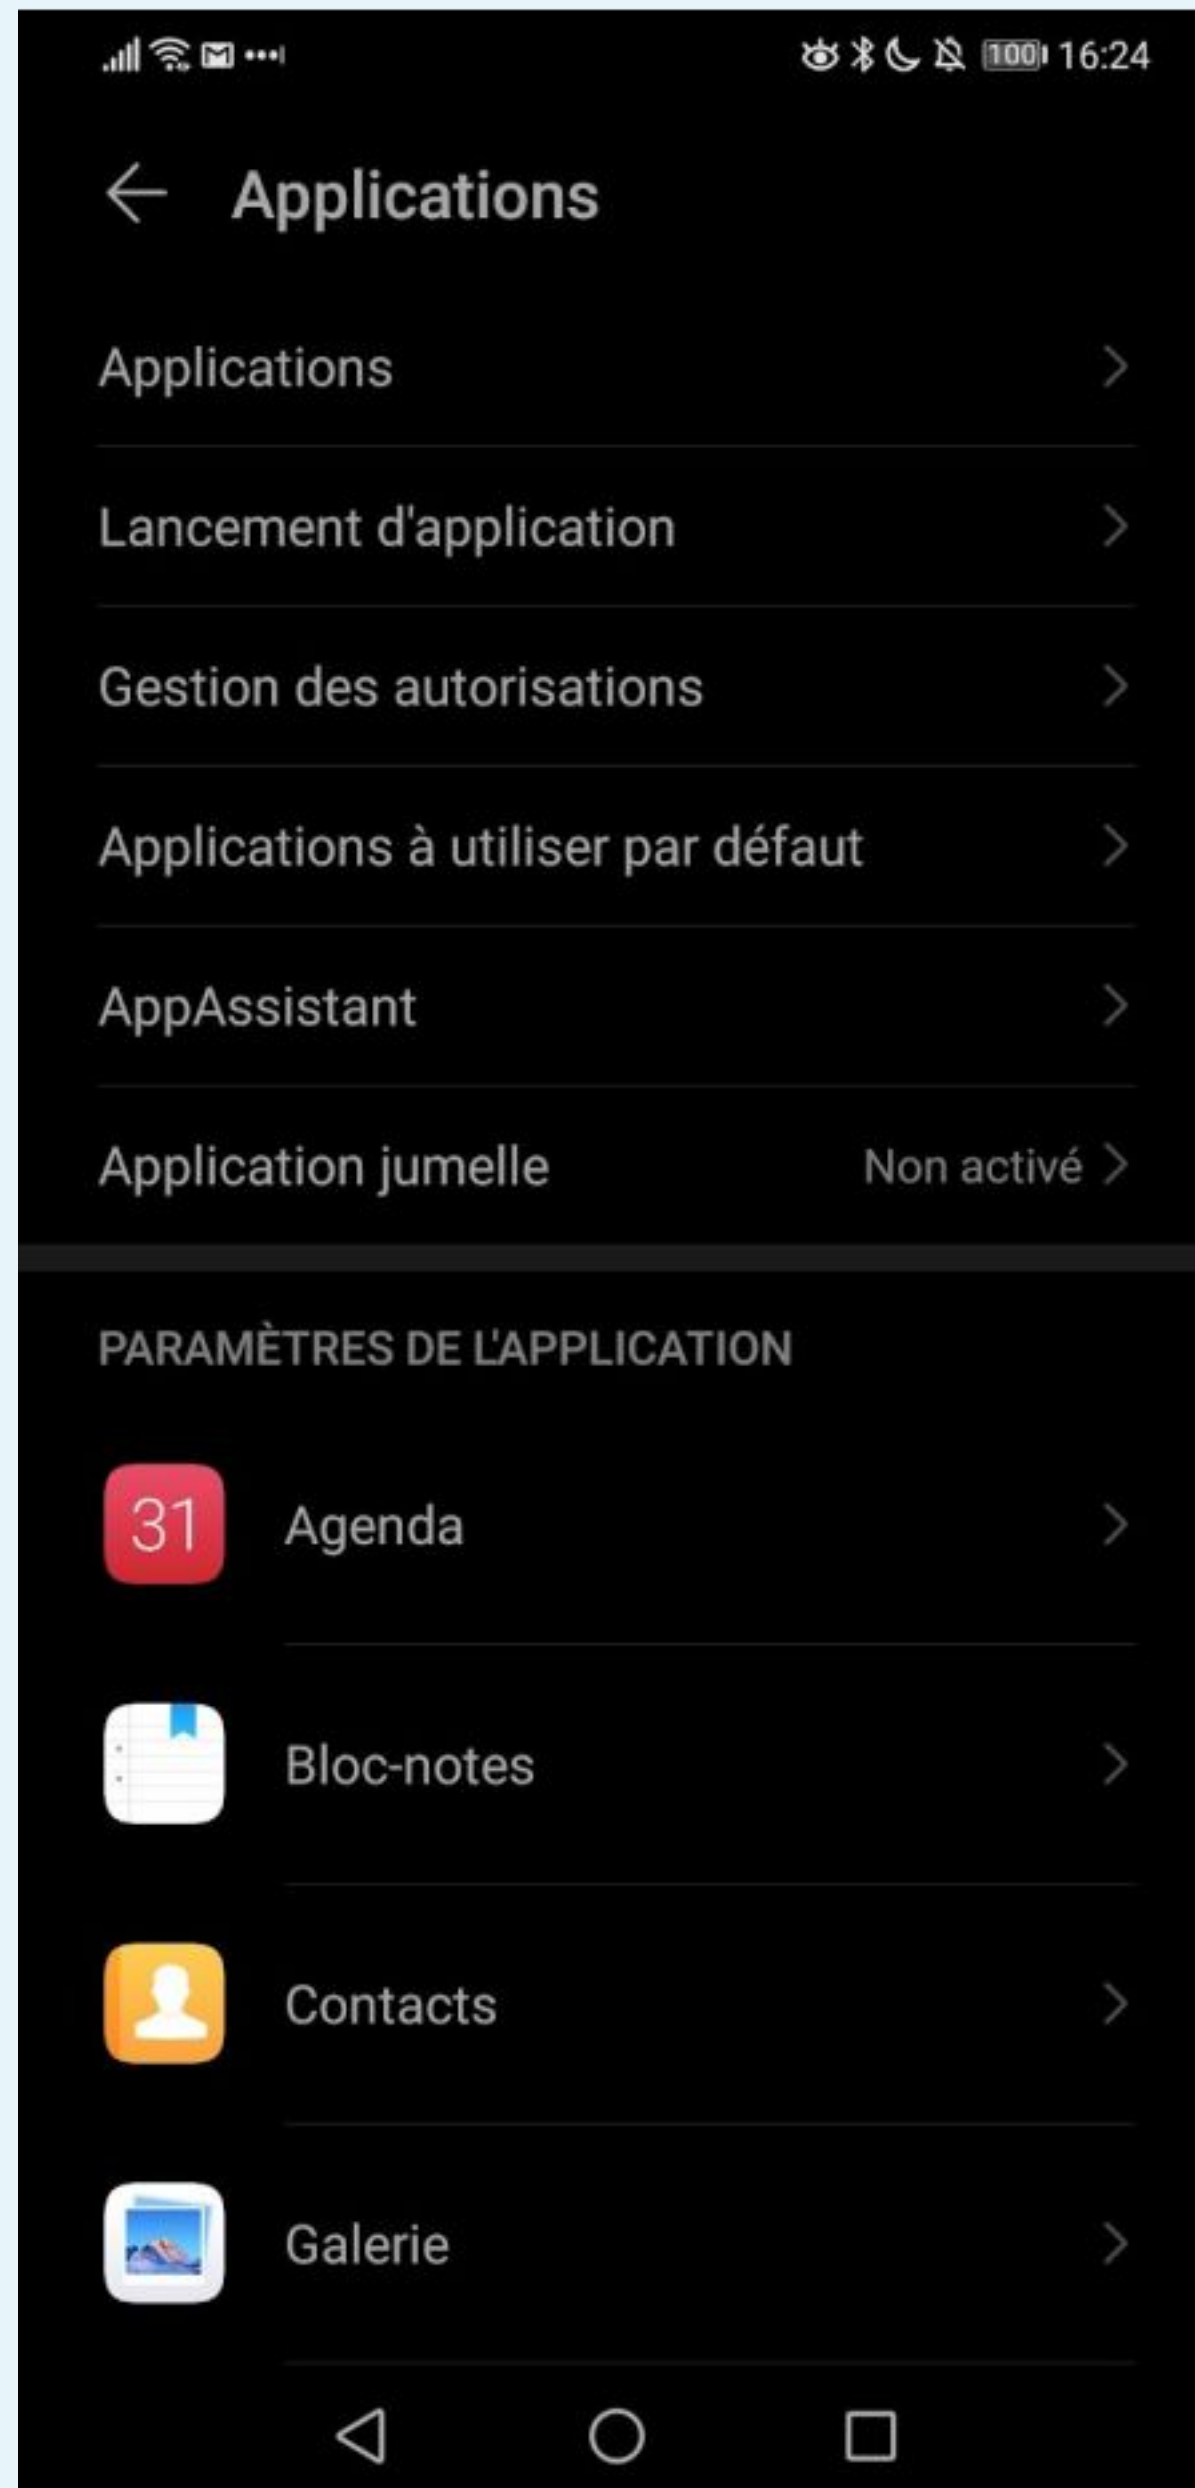 100 16:24
Applications
Applications
Lancement d'application
Gestion des autorisations
Applications à utiliser par défaut
AppAssistant
Application jumelle Non activé
PARAMÈTRES DE L'APPLICATION
31 Agenda
Bloc-notes
Contacts
Galerie